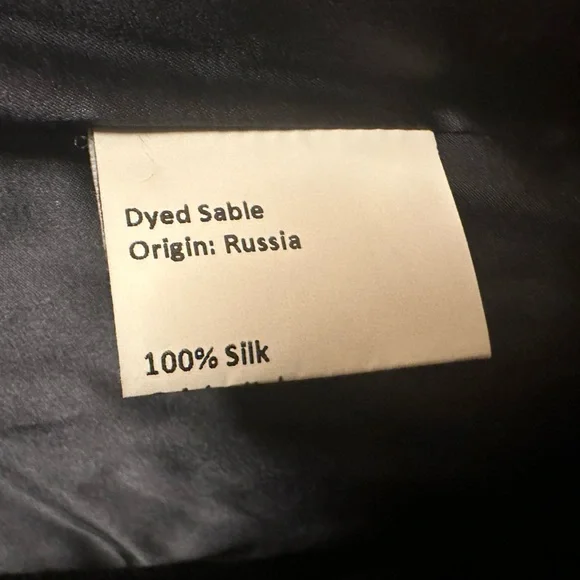 Dyed Sable
Origin: Russia
100% Silk